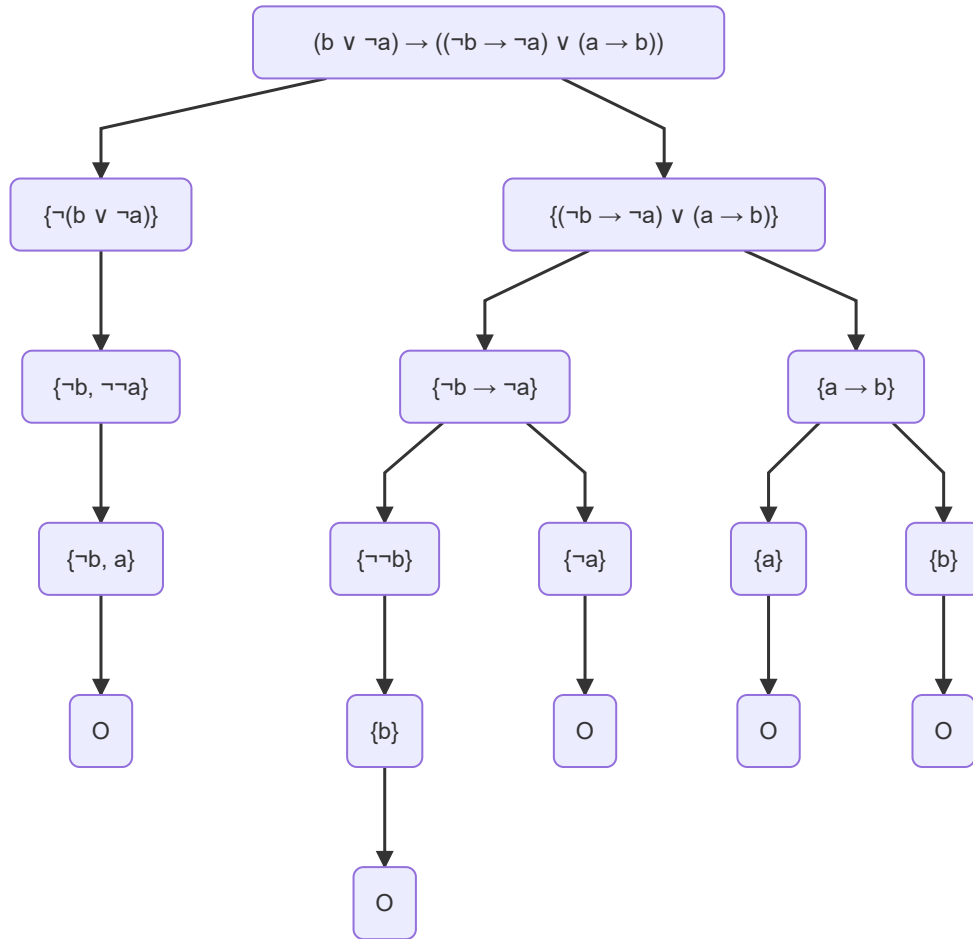 (b ∨ ¬a) → ((¬b → ¬a) ∨ (a → b))
{¬(b ∨ ¬a)}
{(¬b → ¬a) ∨ (a → b)}
{¬b, ¬¬a}
{¬b → ¬a}
{a → b}
{¬b, a}
{¬¬b}
{¬a}
{a}
{b}
O
{b}
O
O
O
O